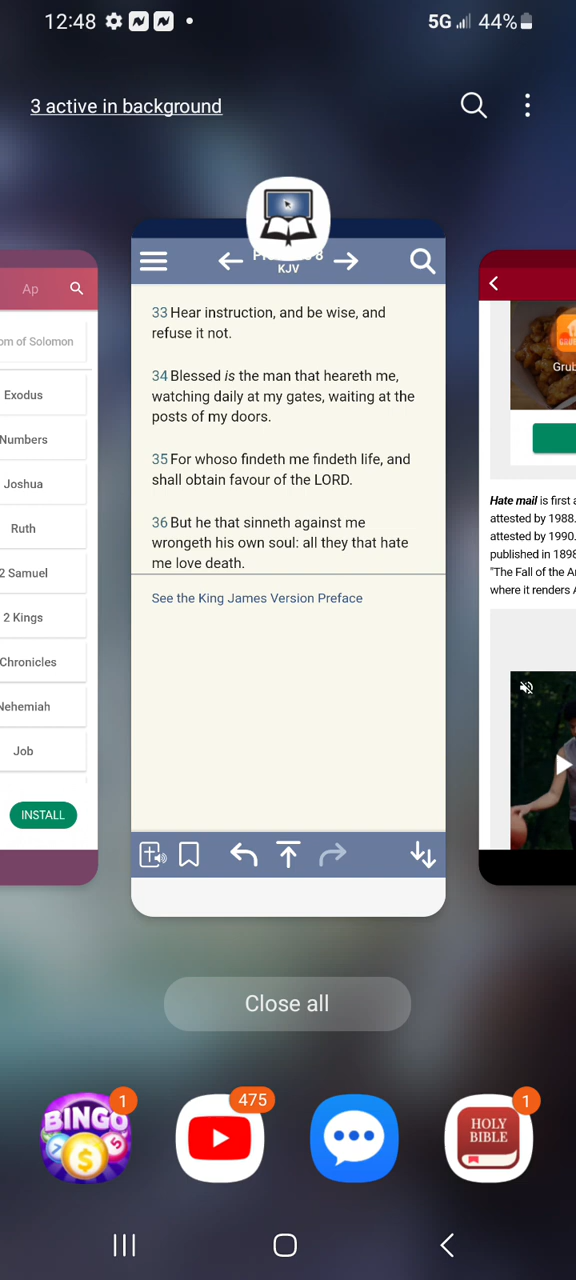 12:48
5G 44%
3 active in background
KJV
Ap
om of Solomon
Exodus
Numbers
Joshua
Ruth
2 Samuel
2 Kings
Chronicles
Nehemiah
Job
INSTALL
33 Hear instruction, and be wise, and
refuse it not.
34 Blessed is the man that heareth me,
watching daily at my gates, waiting at the
posts of my doors.
35 For whoso findeth me findeth life, and
shall obtain favour of the LORD.
36 But he that sinneth against me
wrongeth his own soul: all they that hate
me love death.
See the King James Version Preface
Grub
Hate mail is first a
attested by 1988.
attested by 1990.
published in 1898
"The Fall of the A
where it renders A
Close all
1
475
1
BINGO
7
$
5
HOLY
BIBLE